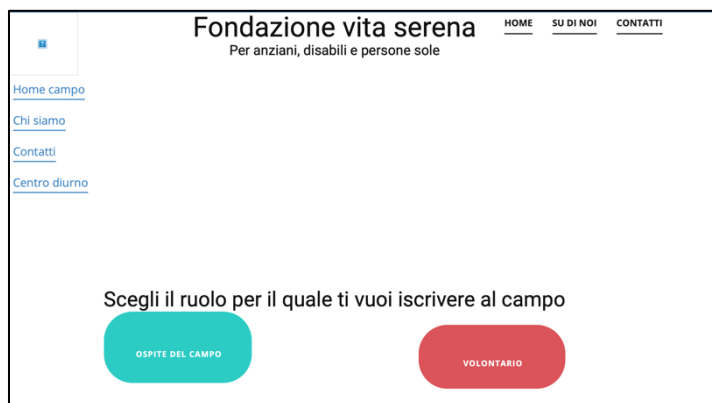 Fondazione vita serena
Per anziani, disabili e persone sole
HOME SU DI NOI CONTATTI
Home campo
Chi siamo
Contatti
Centro diurno
Scegli il ruolo per il quale ti vuoi iscrivere al campo
OSPITE DEL CAMPO
VOLONTARIO